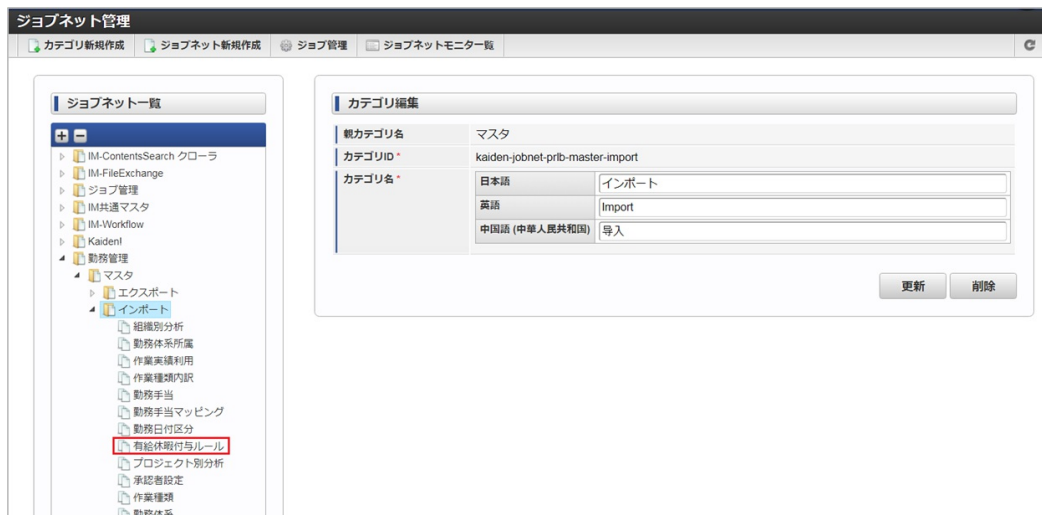 ジョブネット管理
カテゴリ新規作成 ジョブネット新規作成 ジョブ管理 ジョブネットモニター覧
ジョブネット一覧
IM-ContentsSearch クローラ
IM-FileExchange
ジョブ管理
IM共通マスタ
IM-Workflow
Kaiden!
勤務管理
マスタ
エクスポート
インポート
組織別分析
勤務体系所属
作業実績利用
作業種類内訳
勤務手当
勤務手当マッピング
勤務日付区分
有給休暇付与ルール
プロジェクト別分析
承認者設定
作業種類
勤務体系
カテゴリ編集
親カテゴリ名 マスタ
カテゴリID * kaiden-jobnet-prlb-master-import
カテゴリ名 * 日本語 インポート
英語 Import
中国語 (中華人民共和国) 导入
更新 削除